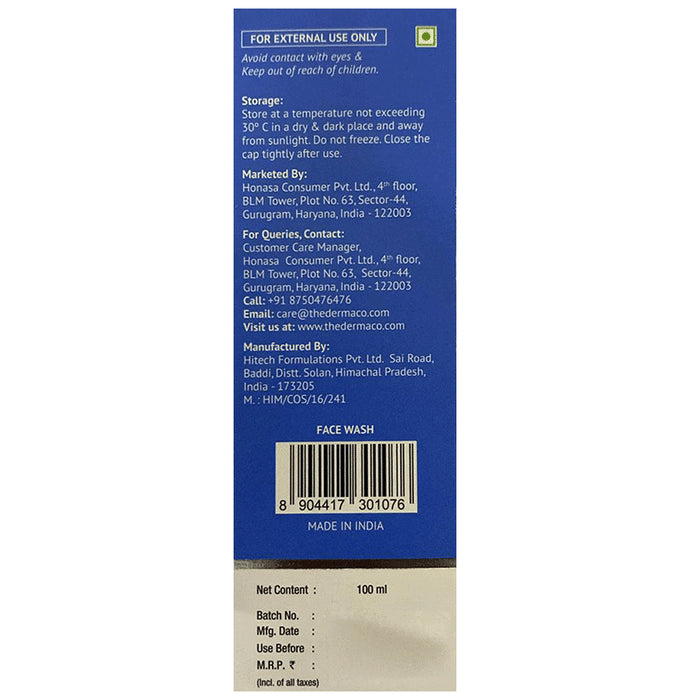 FOR EXTERNAL USE ONLY
Avoid contact with eyes &
Keep out of reach of children.
Storage:
Store at a temperature not exceeding
30º C in a dry & dark place and away
from sunlight. Do not freeze. Close the
cap tightly after use.
Marketed By:
Honasa Consumer Pvt. Ltd., 4th floor,
BLM Tower, Plot No. 63, Sector-44,
Gurugram, Haryana, India - 122003
For Queries, Contact:
Customer Care Manager,
Honasa Consumer Pvt. Ltd., 4th floor,
BLM Tower, Plot No. 63, Sector-44,
Gurugram, Haryana, India - 122003
Call: +91 8750476476
Email: care@thedermaco.com
Visit us at: www.thedermaco.com
Manufactured By:
Hitech Formulations Pvt. Ltd. Sai Road,
Baddi, Distt. Solan, Himachal Pradesh,
India - 173205
M. : HIM/COS/16/241
FACE WASH
8 904417 301076
MADE IN INDIA
Net Content : 100 ml
Batch No. :
Mfg. Date :
Use Before :
M.R.P. ₹ :
(Incl. of all taxes)